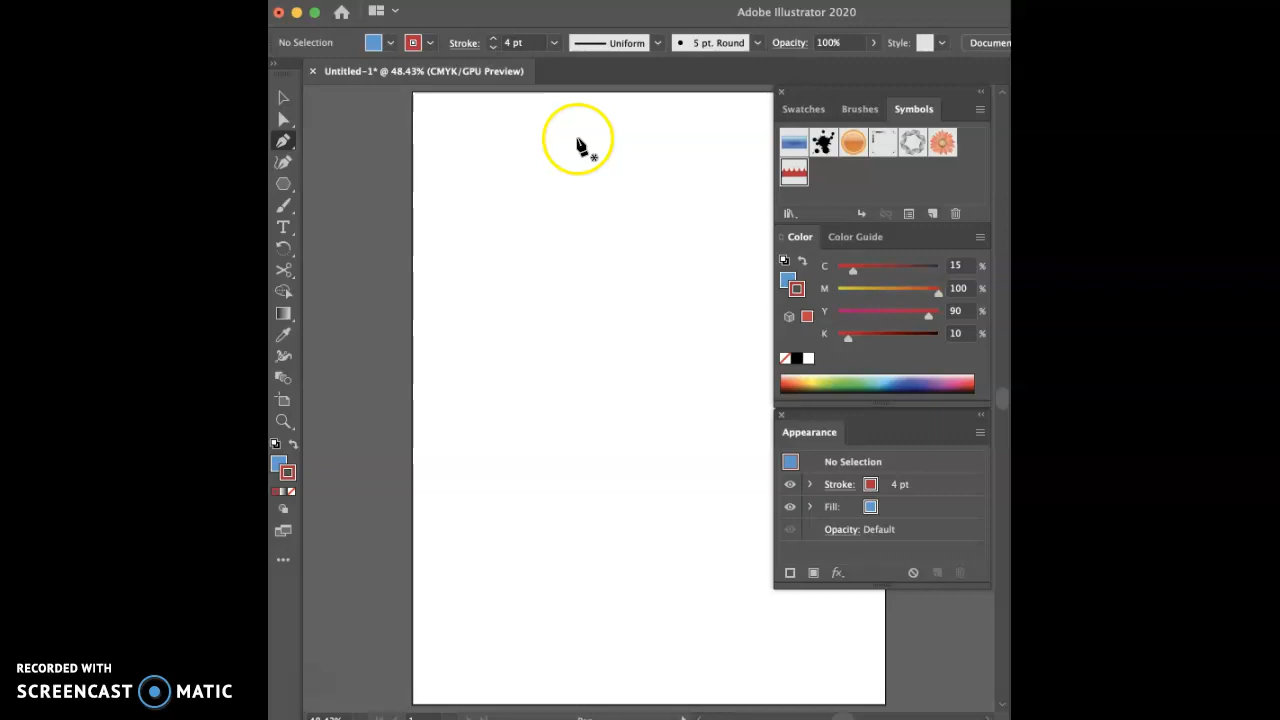 Adobe Illustrator 2020
No Selection
Stroke: 4 pt
Uniform
5 pt. Round
Opacity: 100%
Style:
Documen
Untitled-1* @ 48.43% (CMYK/GPU Preview)
Swatches Brushes Symbols
Color Color Guide
C 15 %
M 100 %
Y 90 %
K 10 %
Appearance
No Selection
Stroke: 4 pt
Fill:
Opacity: Default
fx
RECORDED WITH
SCREENCAST MATIC